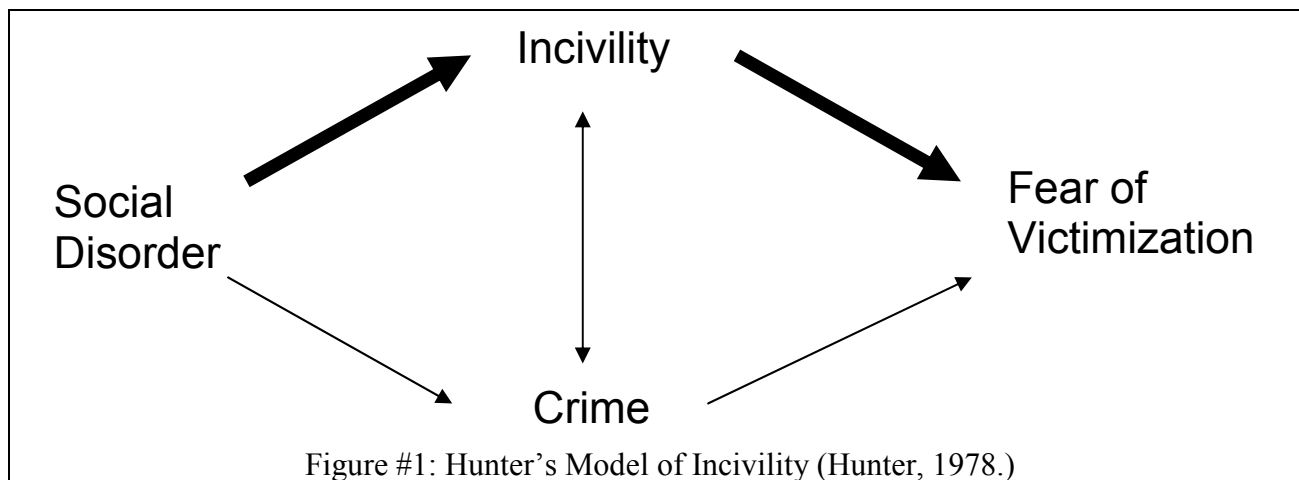 Incivility
Social
Disorder
Fear of
Victimization
Crime
Figure #1: Hunter’s Model of Incivility (Hunter, 1978.)